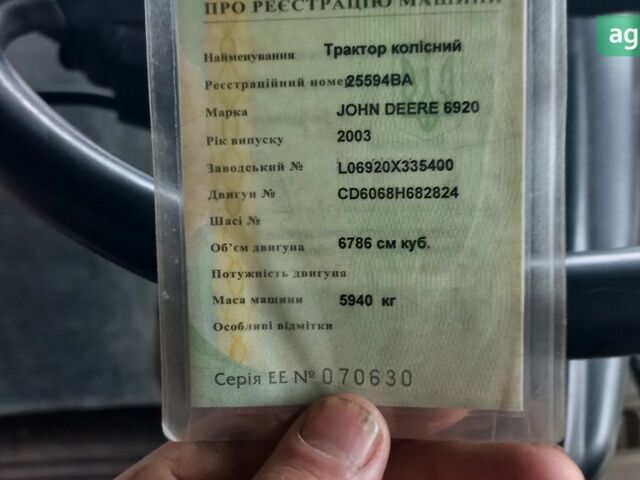 ПРО РЕЄСТРАЦІЮ МАШИНИ
ag
Найменування Трактор колісний
Реєстраційний номер 25594ВА
Марка JOHN DEERE 6920
Рік випуску 2003
Заводський № L06920X335400
Двигун № CD6068H682824
Шасі №
Об'єм двигуна 6786 см куб.
Потужність двигуна
Маса машини 5940 кг
Особливі відмітки
Серія ЕЕ № 070630